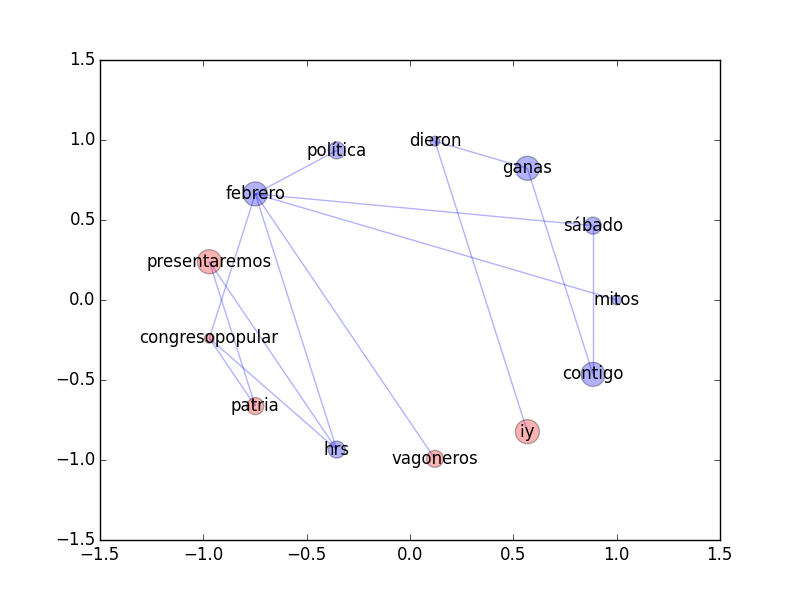 1.5
1.0
0.5
0.0
−0.5
−1.0
−1.5
política
dieron
ganas
febrero
sábado
presentaremos
mitos
congresopopular
contigo
patria
iy
hrs
vagoneros
−1.5
−1.0
−0.5
0.0
0.5
1.0
1.5